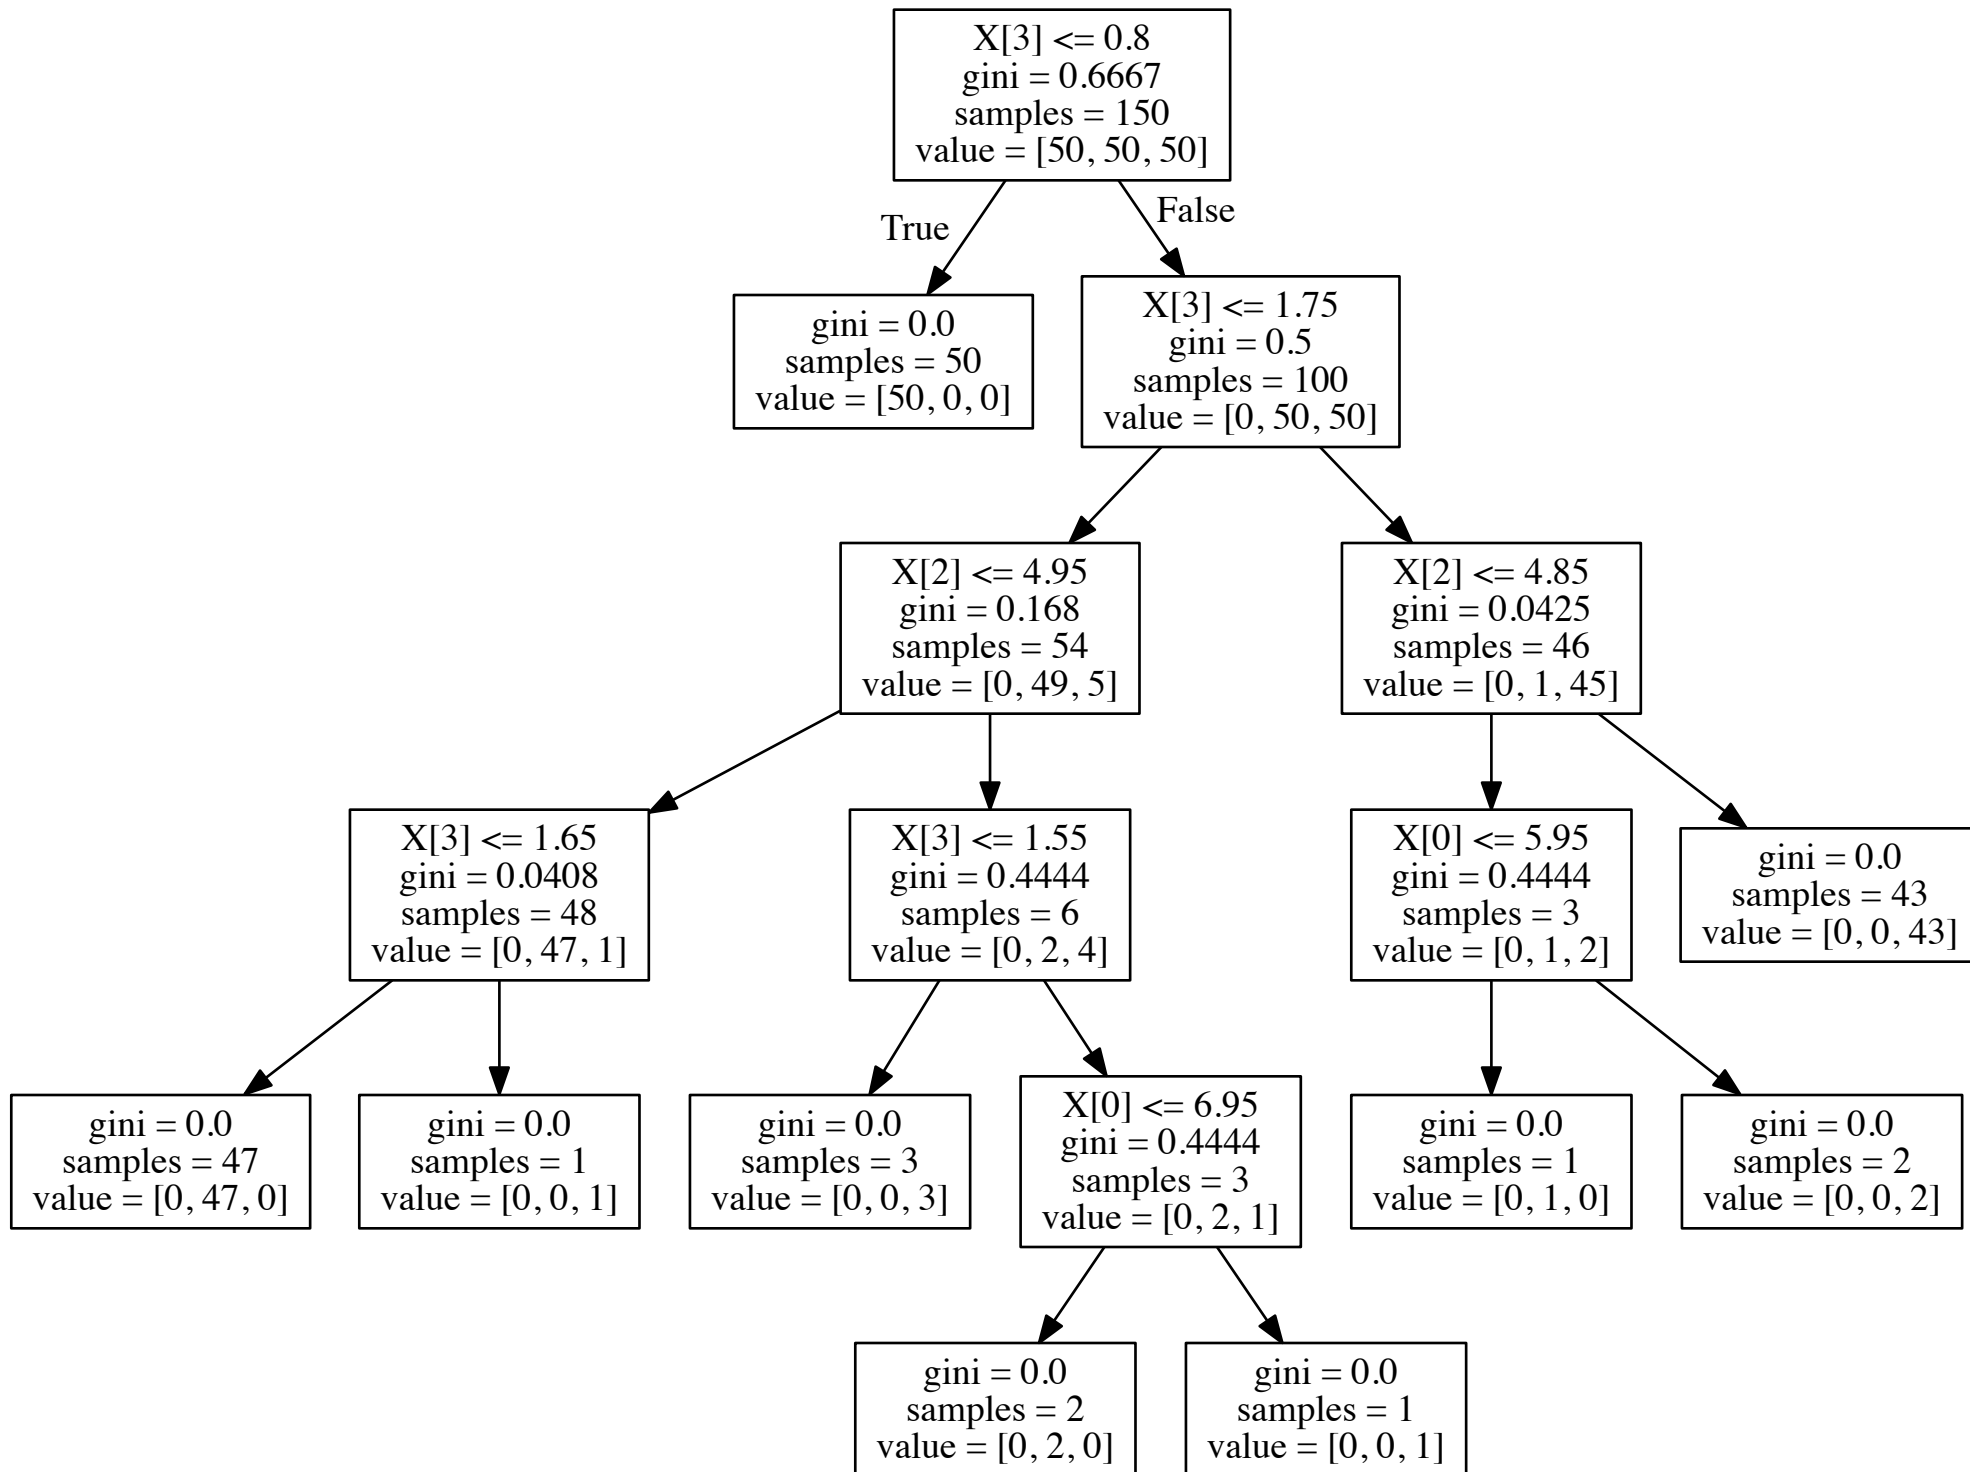 X[3] <= 0.8
gini = 0.6667
samples = 150
value = [50, 50, 50]
True
False
gini = 0.0
samples = 50
value = [50, 0, 0]
X[3] <= 1.75
gini = 0.5
samples = 100
value = [0, 50, 50]
X[2] <= 4.95
gini = 0.168
samples = 54
value = [0, 49, 5]
X[2] <= 4.85
gini = 0.0425
samples = 46
value = [0, 1, 45]
X[3] <= 1.65
gini = 0.0408
samples = 48
value = [0, 47, 1]
X[3] <= 1.55
gini = 0.4444
samples = 6
value = [0, 2, 4]
X[0] <= 5.95
gini = 0.4444
samples = 3
value = [0, 1, 2]
gini = 0.0
samples = 43
value = [0, 0, 43]
gini = 0.0
samples = 47
value = [0, 47, 0]
gini = 0.0
samples = 1
value = [0, 0, 1]
gini = 0.0
samples = 3
value = [0, 0, 3]
X[0] <= 6.95
gini = 0.4444
samples = 3
value = [0, 2, 1]
gini = 0.0
samples = 1
value = [0, 1, 0]
gini = 0.0
samples = 2
value = [0, 0, 2]
gini = 0.0
samples = 2
value = [0, 2, 0]
gini = 0.0
samples = 1
value = [0, 0, 1]